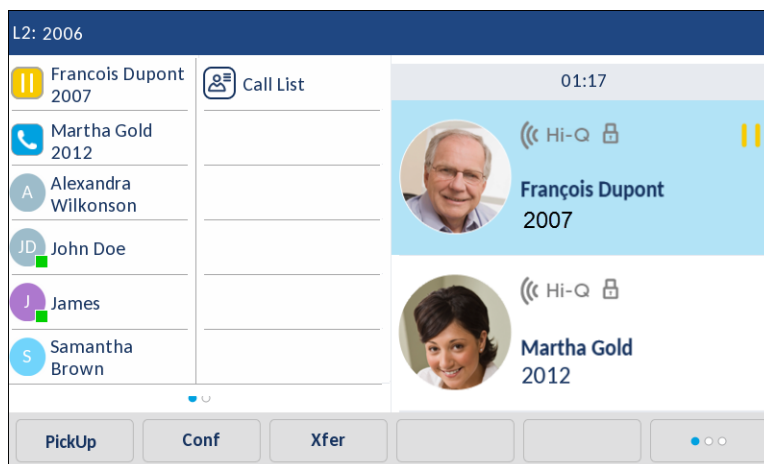 L2: 2006
Francois Dupont
2007
Call List
Martha Gold
2012
A
Alexandra
Wilkonson
JD
John Doe
J
James
S
Samantha
Brown
01:17
Hi-Q
François Dupont
2007
Hi-Q
Martha Gold
2012
PickUp
Conf
Xfer